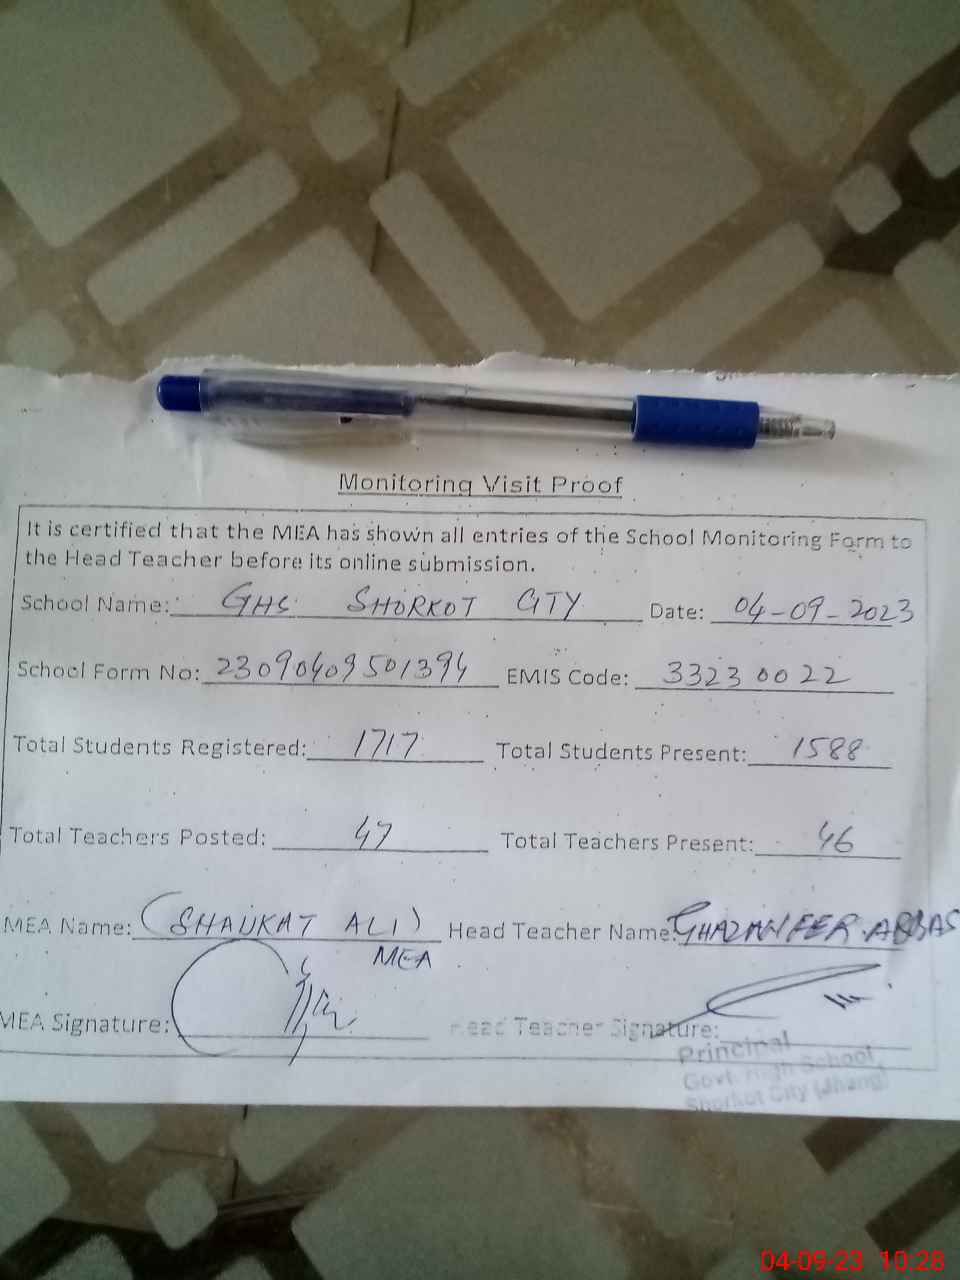 Monitoring Visit Proof
It is certified that the MEA has shown all entries of the School Monitoring Form to
the Head Teacher before its online submission.
School Name: GHS SHORKOT CITY Date: 04-09-2023
School Form No: 23090409501394 EMIS Code: 33230022
Total Students Registered: 1717 Total Students Present: 1588
Total Teachers Posted: 47 Total Teachers Present: 46
MEA Name: (SHAUKAT ALI) Head Teacher Name: GHAZANFER ABBAS
MEA
MEA Signature: Head Teacher Signature:
Principal
Govt. High School,
Shorkot City (Jhang)
04-09-23 10:28